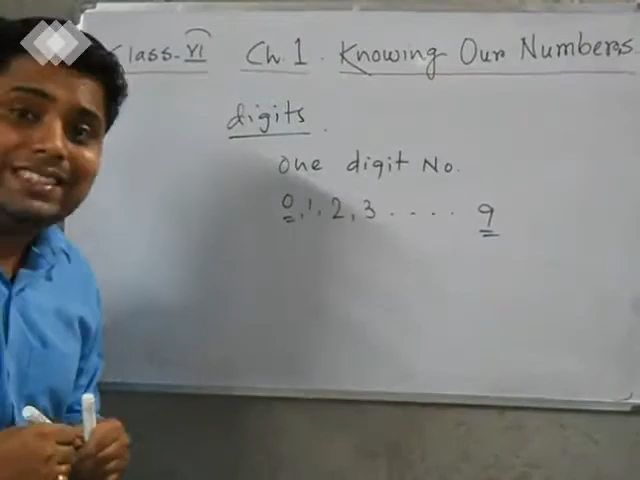 Class-VI Ch.1. Knowing Our Numbers
digits.
One digit No.
0,1,2,3.....9